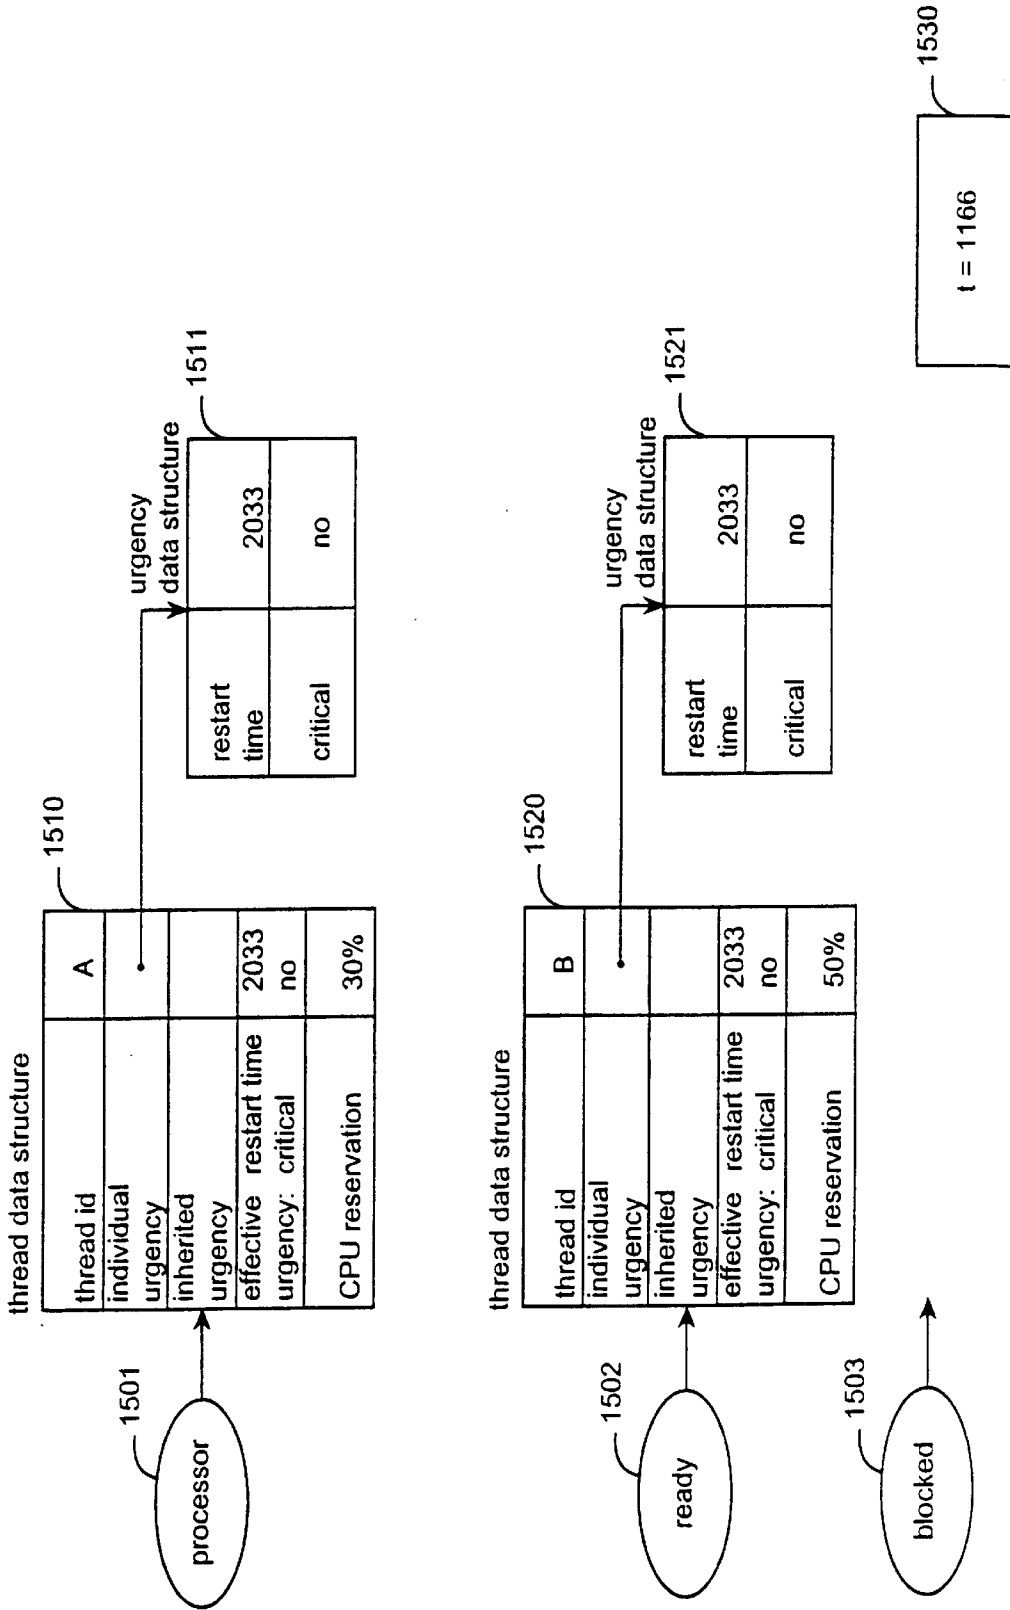 thread data structure
1510
thread id A
individual
urgency
inherited
urgency
effective restart time 2033
urgency: critical no
CPU reservation 30%
1501
processor
urgency
data structure
1511
restart
time 2033
critical no
thread data structure
1520
thread id B
individual
urgency
inherited
urgency
effective restart time 2033
urgency: critical no
CPU reservation 50%
1502
ready
urgency
data structure
1521
restart
time 2033
critical no
1503
blocked
1530
t = 1166